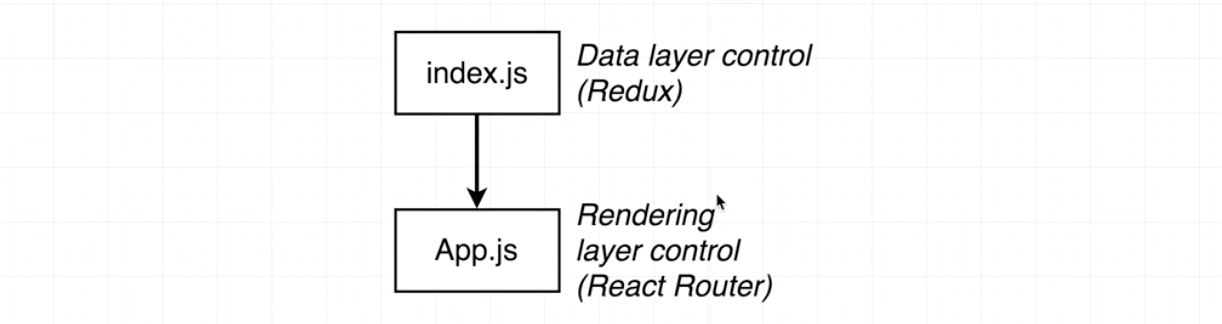 index.js
Data layer control
(Redux)
App.js
Rendering
layer control
(React Router)